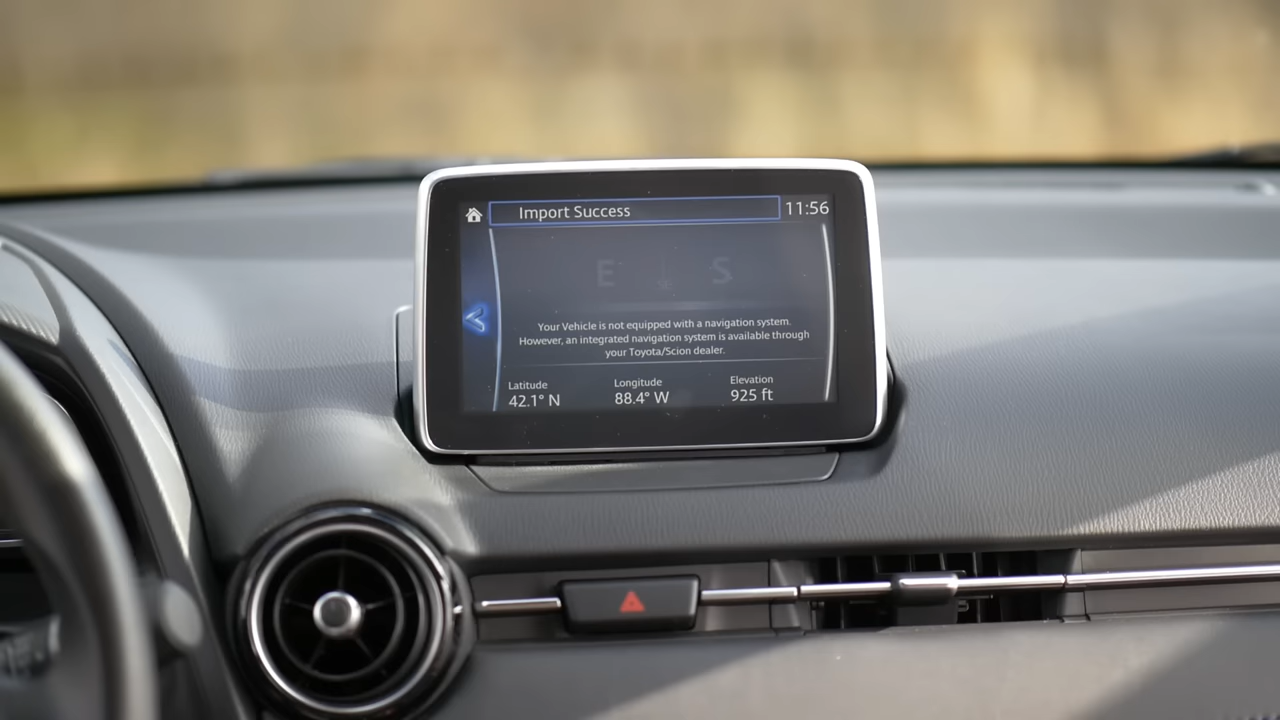 Import Success
11:56
E S
Your Vehicle is not equipped with a navigation system.
However, an integrated navigation system is available through
your Toyota/Scion dealer.
Latitude Longitude Elevation
42.1° N 88.4° W 925 ft